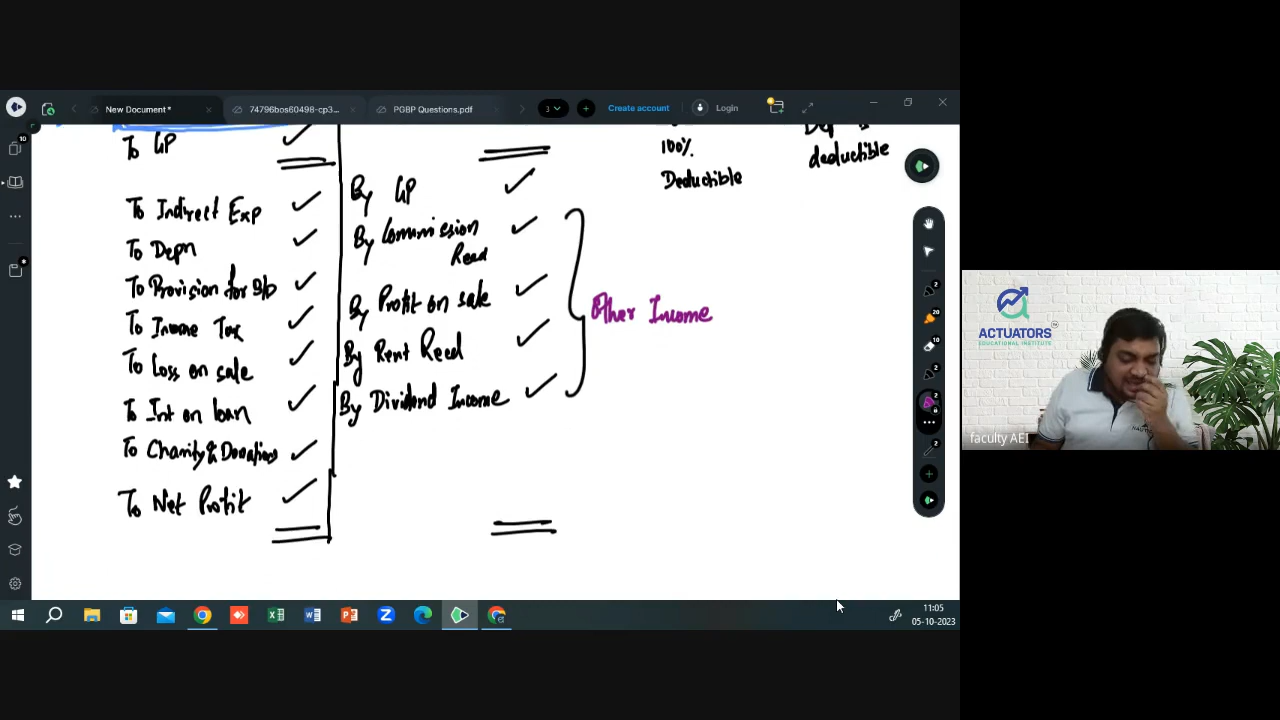 New Document *
74796bos60498-cp3...
PGBP Questions.pdf
3
Create account
Login
To GP
100%
Dep
deductible
Deductible
By GP
To Indirect Exp
By Commission
Recd
To Depn
To Provision for B/D
By Profit on sale
Other Income
To Income Tax
By Rent Recd
To Loss on sale
By Dividend Income
To Int on loan
To Charity & Donations
To Net Profit
ACTUATORS
EDUCATIONAL INSTITUTE
faculty AEI
11:05
05-10-2023